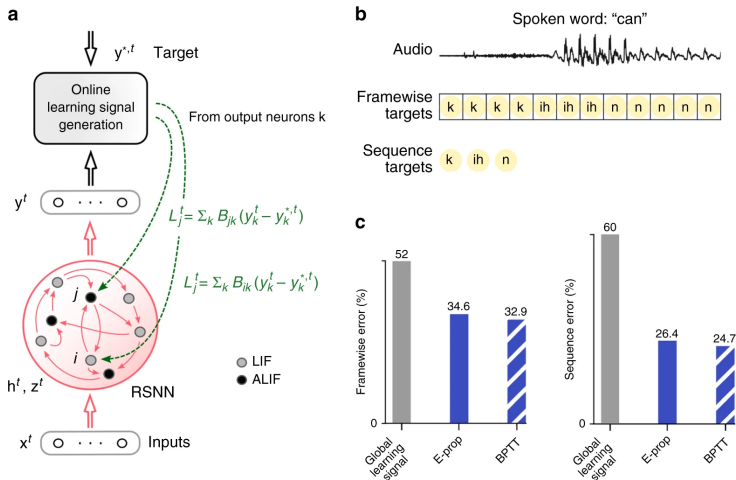 a
y*,t Target
Online
learning signal
generation
From output neurons k
y^t
. . .
L_j^t = Σ_k B_jk (y_k^t − y_k^*,t)
L_j^t = Σ_k B_ik (y_k^t − y_k^*,t)
j
i
LIF
ALIF
h^t, z^t
RSNN
x^t
. . .
Inputs
b
Spoken word: “can”
Audio
Framewise
targets
k k k k ih ih ih n n n n n
Sequence
targets
k ih n
c
Framewise error (%)
52
34.6
32.9
0
Global
learning
signal
E-prop
BPTT
Sequence error (%)
60
26.4
24.7
0
Global
learning
signal
E-prop
BPTT